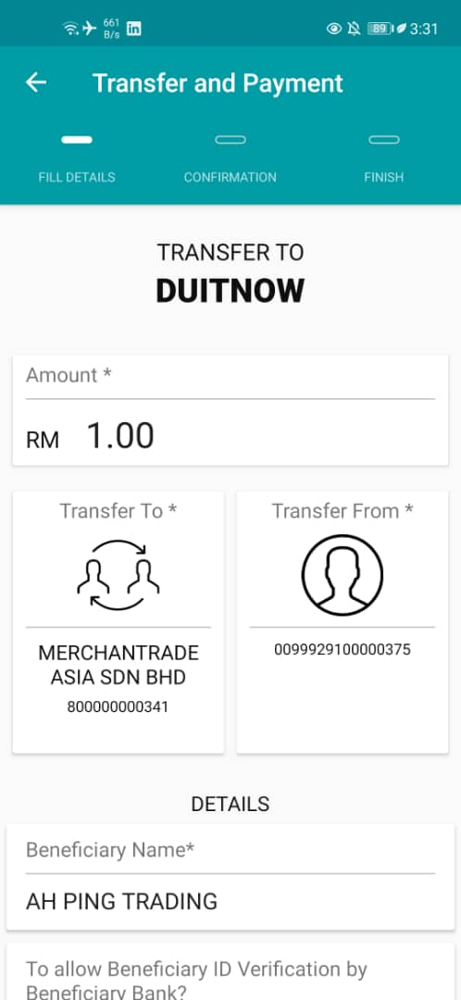 661
B/s
in
89
3:31
Transfer and Payment
FILL DETAILS
CONFIRMATION
FINISH
TRANSFER TO
DUITNOW
Amount *
RM 1.00
Transfer To *
MERCHANTRADE
ASIA SDN BHD
800000000341
Transfer From *
0099929100000375
DETAILS
Beneficiary Name*
AH PING TRADING
To allow Beneficiary ID Verification by
Beneficiary Bank?